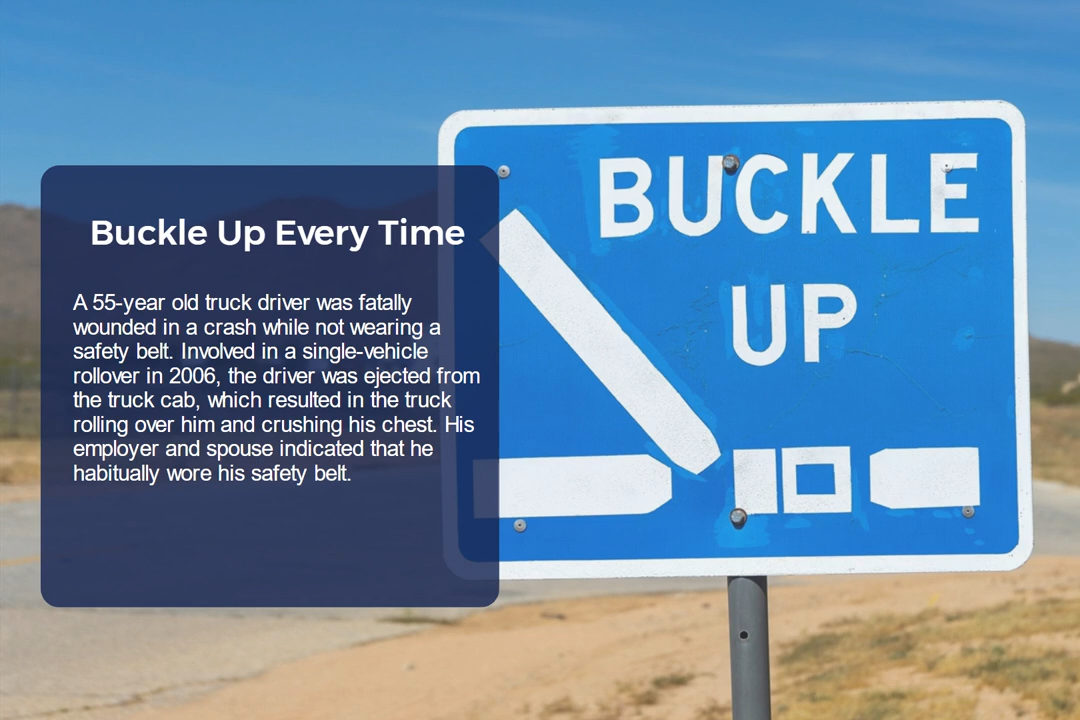 Buckle Up Every Time
A 55-year old truck driver was fatally
wounded in a crash while not wearing a
safety belt. Involved in a single-vehicle
rollover in 2006, the driver was ejected from
the truck cab, which resulted in the truck
rolling over him and crushing his chest. His
employer and spouse indicated that he
habitually wore his safety belt.
BUCKLE
UP